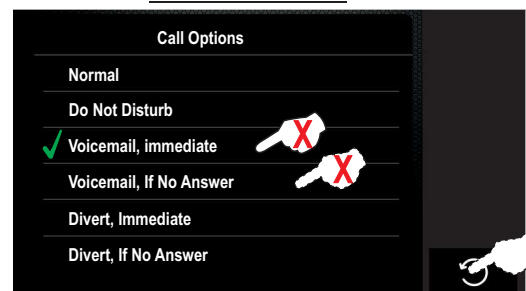 Call Options
Normal
Do Not Disturb
Voicemail, immediate
X
Voicemail, If No Answer
X
Divert, Immediate
Divert, If No Answer